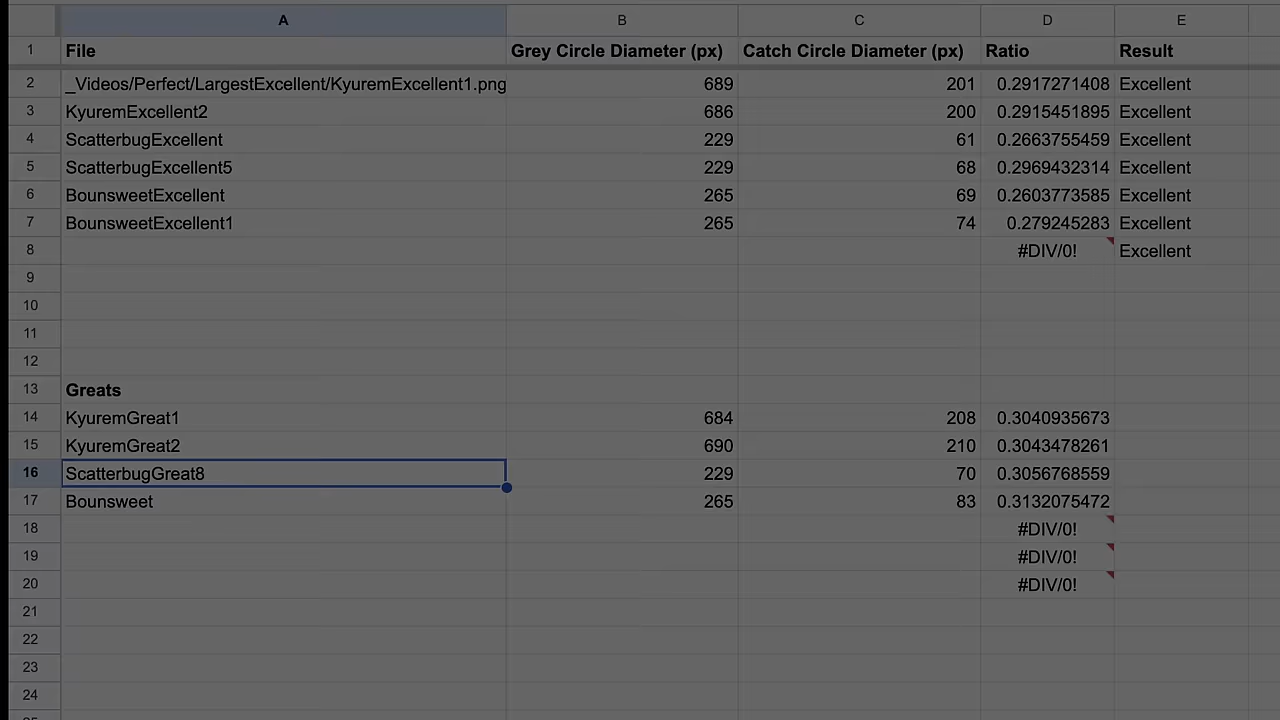 A B C D E
1 File Grey Circle Diameter (px) Catch Circle Diameter (px) Ratio Result
2 _Videos/Perfect/LargestExcellent/KyuremExcellent1.png 689 201 0.2917271408 Excellent
3 KyuremExcellent2 686 200 0.2915451895 Excellent
4 ScatterbugExcellent 229 61 0.2663755459 Excellent
5 ScatterbugExcellent5 229 68 0.2969432314 Excellent
6 BounsweetExcellent 265 69 0.2603773585 Excellent
7 BounsweetExcellent1 265 74 0.279245283 Excellent
8 #DIV/0! Excellent
9
10
11
12
13 Greats
14 KyuremGreat1 684 208 0.3040935673
15 KyuremGreat2 690 210 0.3043478261
16 ScatterbugGreat8 229 70 0.3056768559
17 Bounsweet 265 83 0.3132075472
18 #DIV/0!
19 #DIV/0!
20 #DIV/0!
21
22
23
24